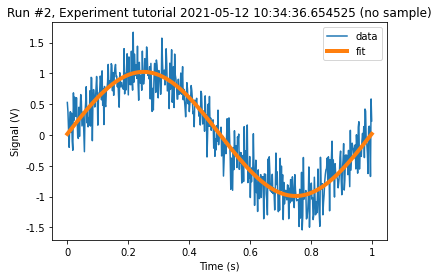 Run #2, Experiment tutorial 2021-05-12 10:34:36.654525 (no sample)
data
fit
1.5
1.0
0.5
0
-0.5
-1.0
-1.5
Signal (V)
0
0.2
0.4
0.6
0.8
1
Time (s)